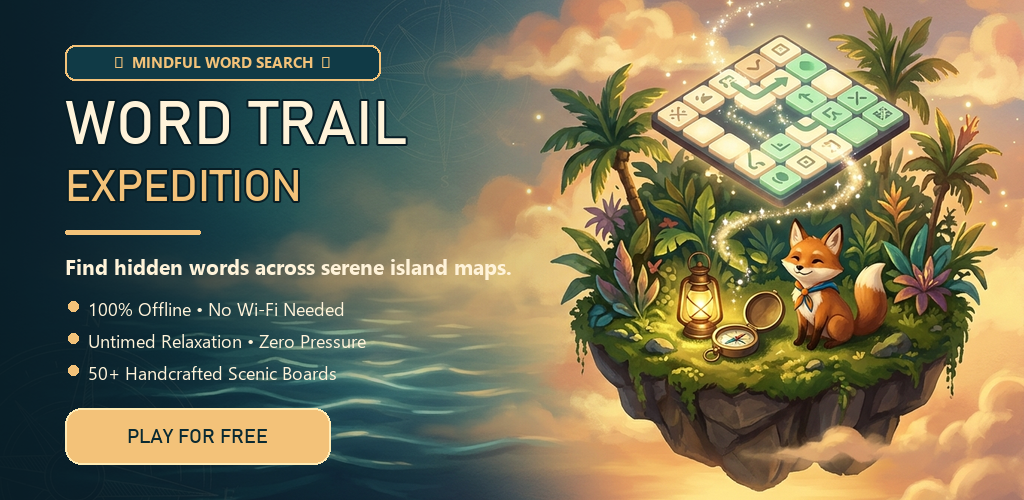 MINDFUL WORD SEARCH
WORD TRAIL
EXPEDITION
Find hidden words across serene island maps.
100% Offline • No Wi-Fi Needed
Untimed Relaxation • Zero Pressure
50+ Handcrafted Scenic Boards
PLAY FOR FREE